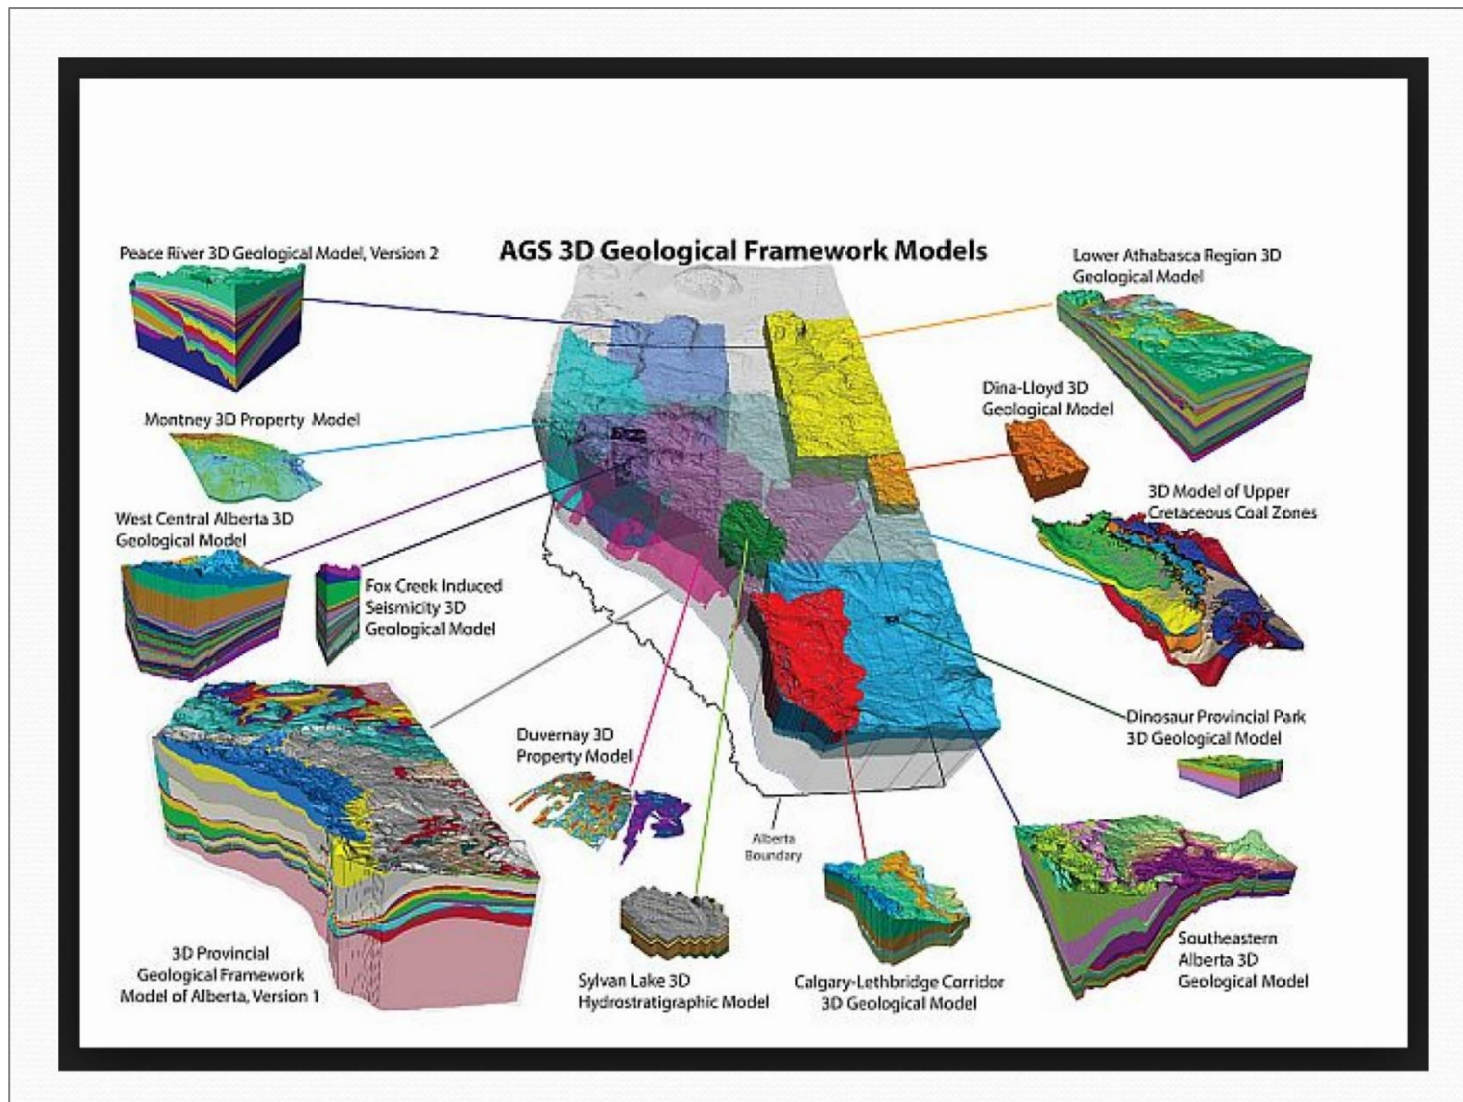 AGS 3D Geological Framework Models
Peace River 3D Geological Model, Version 2
Lower Athabasca Region 3D
Geological Model
Dina-Lloyd 3D
Geological Model
Montney 3D Property Model
3D Model of Upper
Cretaceous Coal Zones
West Central Alberta 3D
Geological Model
Fox Creek Induced
Seismicity 3D
Geological Model
Dinosaur Provincial Park
3D Geological Model
Duvernay 3D
Property Model
Alberta
Boundary
3D Provincial
Geological Framework
Model of Alberta, Version 1
Sylvan Lake 3D
Hydrostratigraphic Model
Calgary-Lethbridge Corridor
3D Geological Model
Southeastern
Alberta 3D
Geological Model